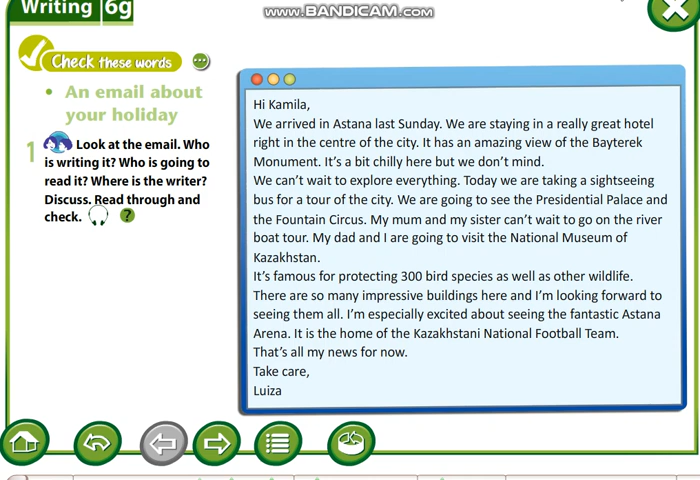 www.BANDICAM.com
Writing 6g
Check these words
• An email about
your holiday
1 Look at the email. Who
is writing it? Who is going to
read it? Where is the writer?
Discuss. Read through and
check.
?
Hi Kamila,
We arrived in Astana last Sunday. We are staying in a really great hotel
right in the centre of the city. It has an amazing view of the Bayterek
Monument. It's a bit chilly here but we don't mind.
We can't wait to explore everything. Today we are taking a sightseeing
bus for a tour of the city. We are going to see the Presidential Palace and
the Fountain Circus. My mum and my sister can't wait to go on the river
boat tour. My dad and I are going to visit the National Museum of
Kazakhstan.
It's famous for protecting 300 bird species as well as other wildlife.
There are so many impressive buildings here and I'm looking forward to
seeing them all. I'm especially excited about seeing the fantastic Astana
Arena. It is the home of the Kazakhstani National Football Team.
That's all my news for now.
Take care,
Luiza